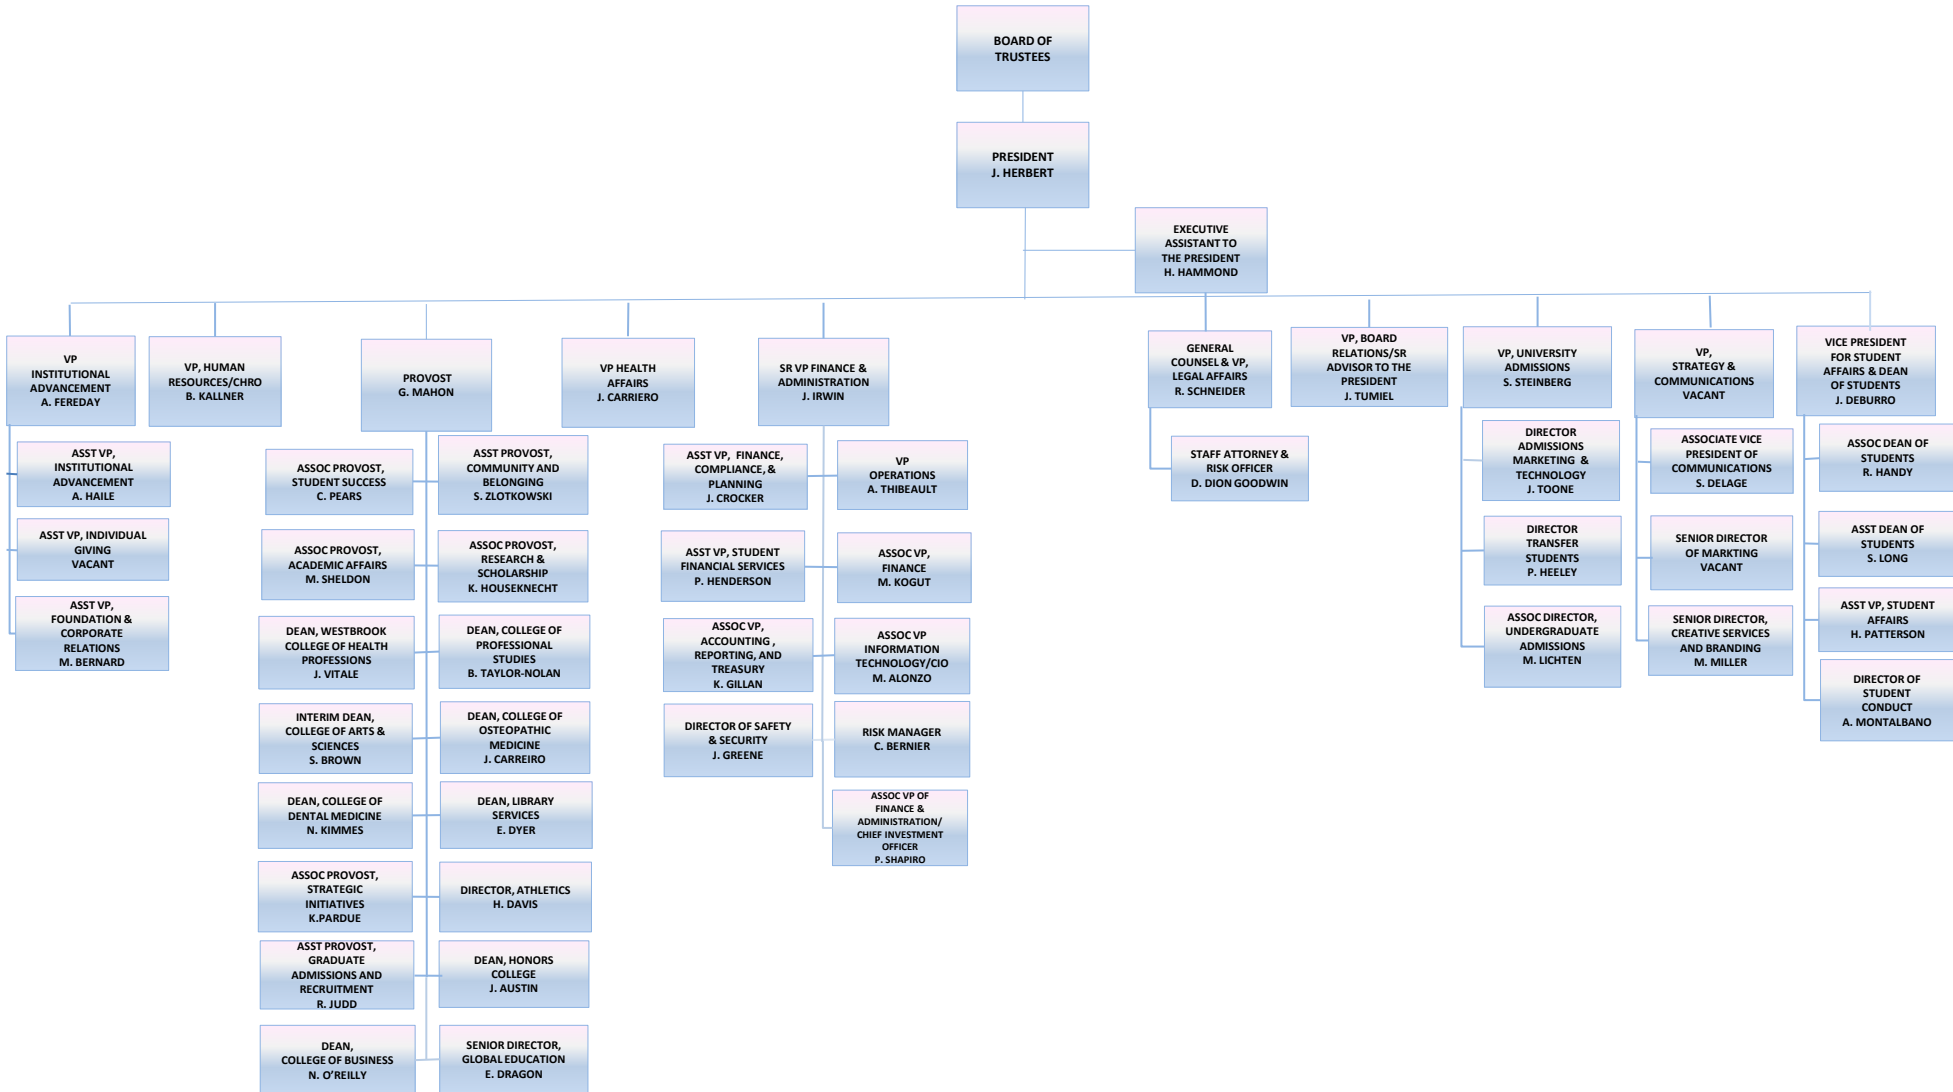 BOARD OF
TRUSTEES
PRESIDENT
J. HERBERT
EXECUTIVE
ASSISTANT TO
THE PRESIDENT
H. HAMMOND
VP
INSTITUTIONAL
ADVANCEMENT
A. FEREDAY
ASST VP,
INSTITUTIONAL
ADVANCEMENT
A. HAILE
ASST VP, INDIVIDUAL
GIVING
VACANT
ASST VP,
FOUNDATION &
CORPORATE
RELATIONS
M. BERNARD
VP, HUMAN
RESOURCES/CHRO
B. KALLNER
PROVOST
G. MAHON
ASSOC PROVOST,
STUDENT SUCCESS
C. PEARS
ASST PROVOST,
COMMUNITY AND
BELONGING
S. ZLOTKOWSKI
ASSOC PROVOST,
ACADEMIC AFFAIRS
M. SHELDON
ASSOC PROVOST,
RESEARCH &
SCHOLARSHIP
K. HOUSEKNECHT
DEAN, WESTBROOK
COLLEGE OF HEALTH
PROFESSIONS
J. VITALE
DEAN, COLLEGE OF
PROFESSIONAL
STUDIES
B. TAYLOR-NOLAN
INTERIM DEAN,
COLLEGE OF ARTS &
SCIENCES
S. BROWN
DEAN, COLLEGE OF
OSTEOPATHIC
MEDICINE
J. CARREIRO
DEAN, COLLEGE OF
DENTAL MEDICINE
N. KIMMES
DEAN, LIBRARY
SERVICES
E. DYER
ASSOC PROVOST,
STRATEGIC
INITIATIVES
K.PARDUE
DIRECTOR, ATHLETICS
H. DAVIS
ASST PROVOST,
GRADUATE
ADMISSIONS AND
RECRUITMENT
R. JUDD
DEAN, HONORS
COLLEGE
J. AUSTIN
DEAN,
COLLEGE OF BUSINESS
N. O'REILLY
SENIOR DIRECTOR,
GLOBAL EDUCATION
E. DRAGON
VP HEALTH
AFFAIRS
J. CARRIERO
SR VP FINANCE &
ADMINISTRATION
J. IRWIN
ASST VP, FINANCE,
COMPLIANCE, &
PLANNING
J. CROCKER
VP
OPERATIONS
A. THIBEAULT
ASST VP, STUDENT
FINANCIAL SERVICES
P. HENDERSON
ASSOC VP,
FINANCE
M. KOGUT
ASSOC VP,
ACCOUNTING ,
REPORTING, AND
TREASURY
K. GILLAN
ASSOC VP
INFORMATION
TECHNOLOGY/CIO
M. ALONZO
DIRECTOR OF SAFETY
& SECURITY
J. GREENE
RISK MANAGER
C. BERNIER
ASSOC VP OF
FINANCE &
ADMINISTRATION/
CHIEF INVESTMENT
OFFICER
P. SHAPIRO
GENERAL
COUNSEL & VP,
LEGAL AFFAIRS
R. SCHNEIDER
STAFF ATTORNEY &
RISK OFFICER
D. DION GOODWIN
VP, BOARD
RELATIONS/SR
ADVISOR TO THE
PRESIDENT
J. TUMIEL
VP, UNIVERSITY
ADMISSIONS
S. STEINBERG
DIRECTOR
ADMISSIONS
MARKETING &
TECHNOLOGY
J. TOONE
DIRECTOR
TRANSFER
STUDENTS
P. HEELEY
ASSOC DIRECTOR,
UNDERGRADUATE
ADMISSIONS
M. LICHTEN
VP,
STRATEGY &
COMMUNICATIONS
VACANT
ASSOCIATE VICE
PRESIDENT OF
COMMUNICATIONS
S. DELAGE
SENIOR DIRECTOR
OF MARKTING
VACANT
SENIOR DIRECTOR,
CREATIVE SERVICES
AND BRANDING
M. MILLER
VICE PRESIDENT
FOR STUDENT
AFFAIRS & DEAN
OF STUDENTS
J. DEBURRO
ASSOC DEAN OF
STUDENTS
R. HANDY
ASST DEAN OF
STUDENTS
S. LONG
ASST VP, STUDENT
AFFAIRS
H. PATTERSON
DIRECTOR OF
STUDENT
CONDUCT
A. MONTALBANO